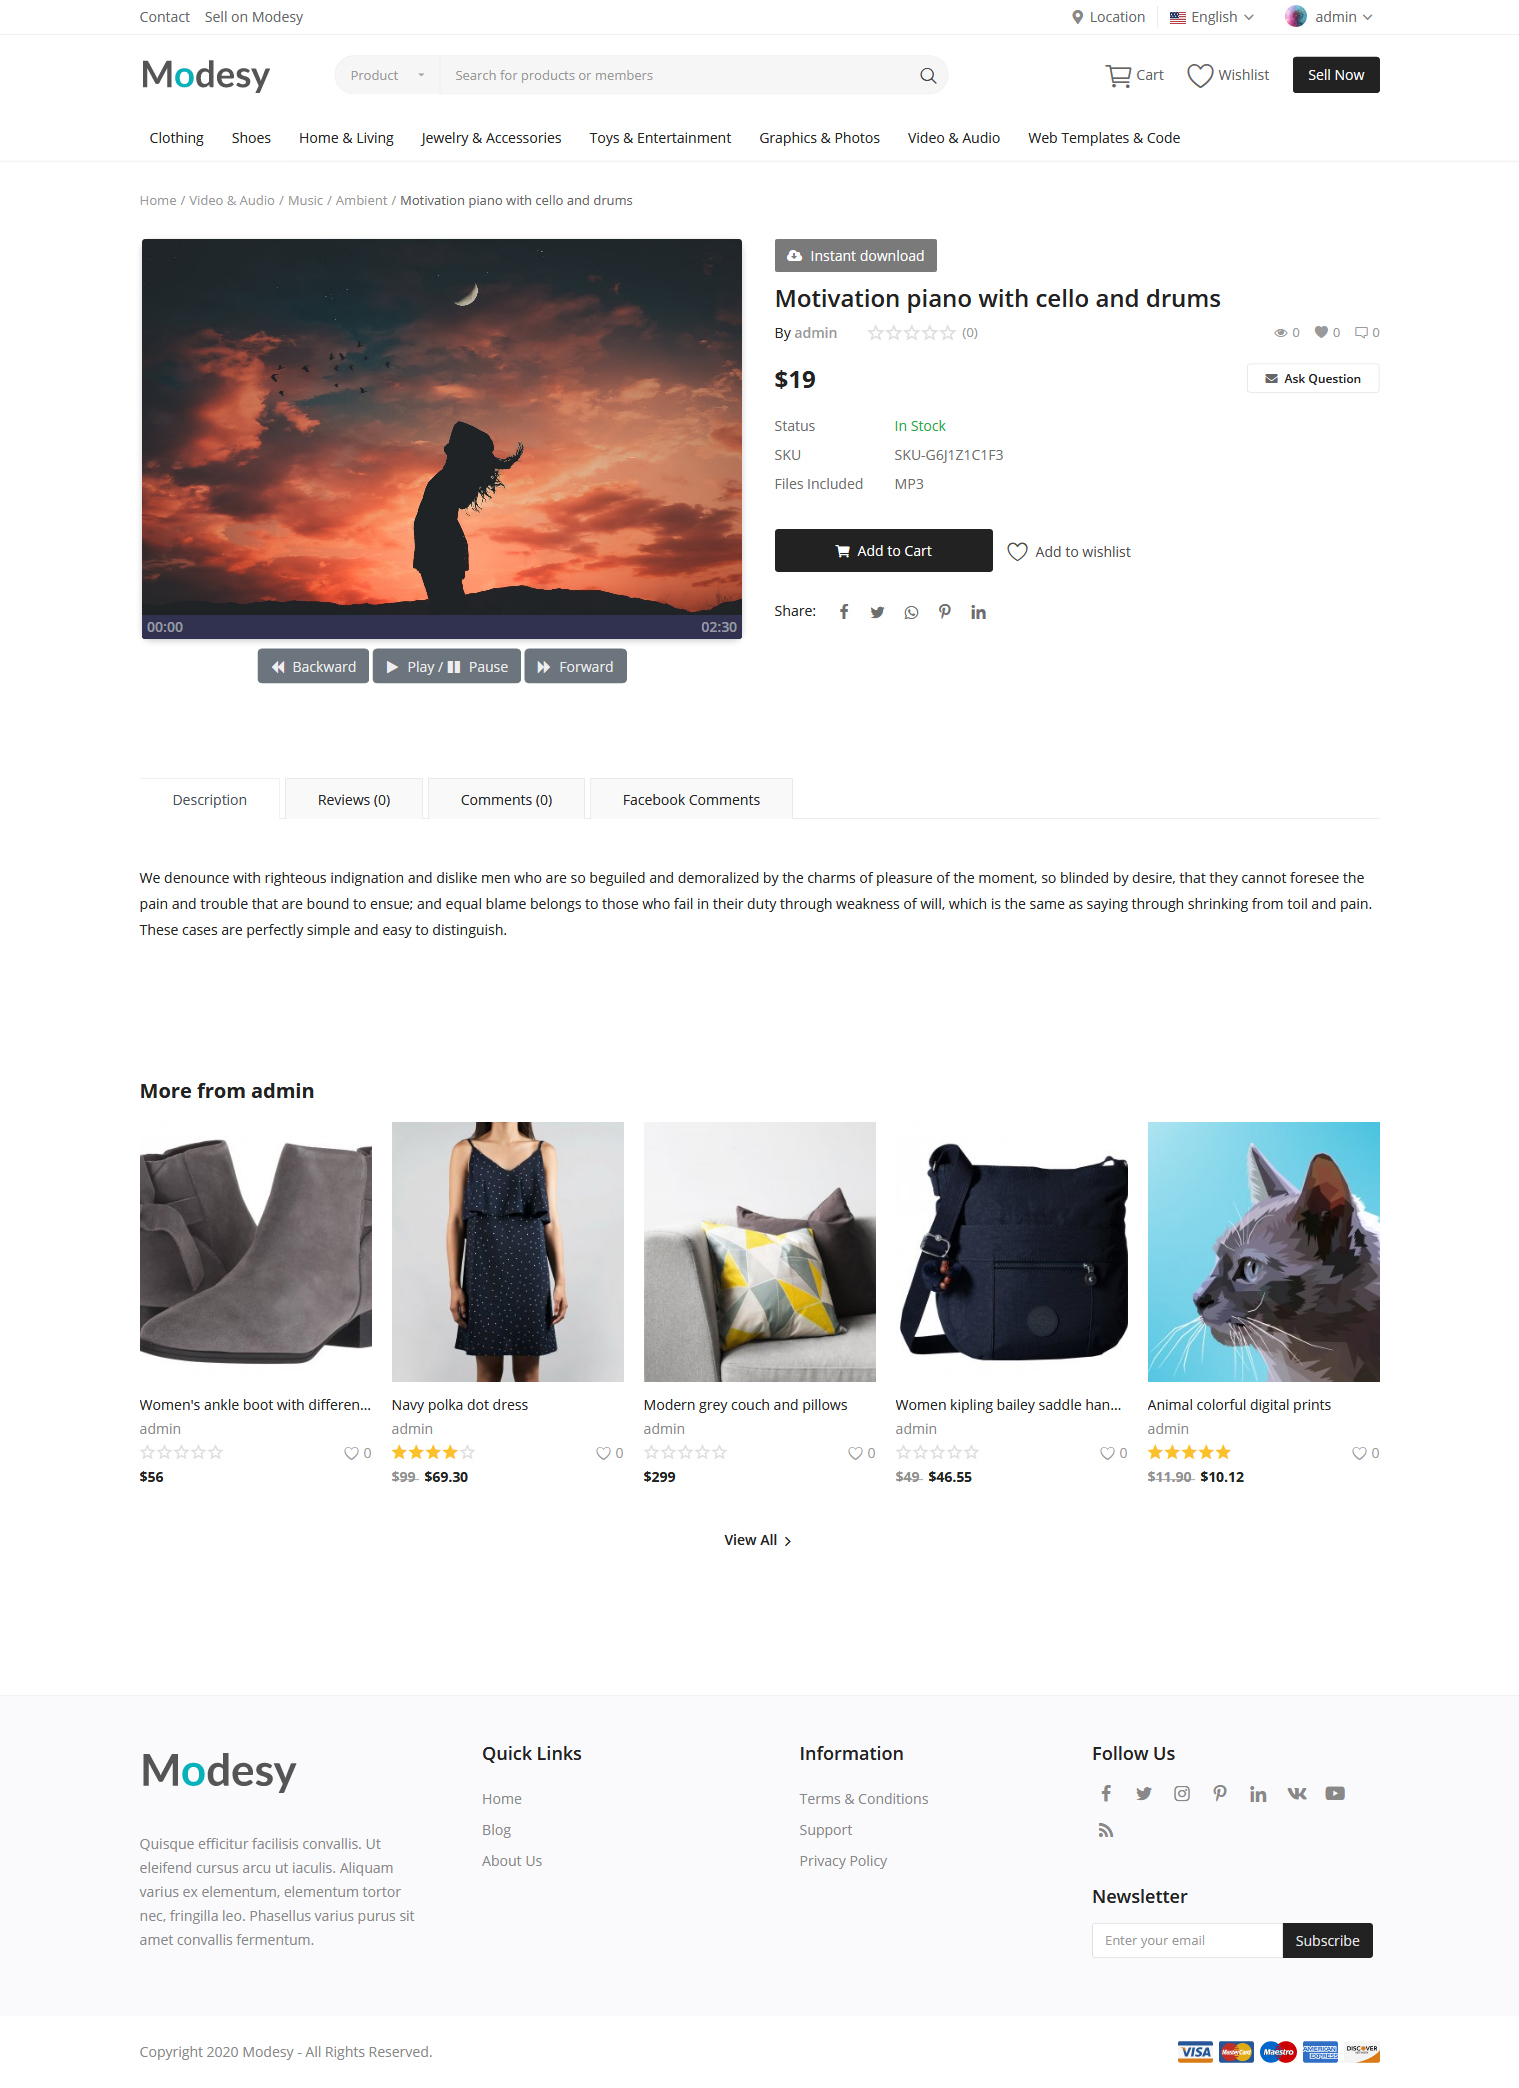 Contact Sell on Modesy Location English admin
Modesy Product Search for products or members Cart Wishlist Sell Now
Clothing Shoes Home & Living Jewelry & Accessories Toys & Entertainment Graphics & Photos Video & Audio Web Templates & Code
Home / Video & Audio / Music / Ambient / Motivation piano with cello and drums
Instant download
Motivation piano with cello and drums
By admin (0) 0 0 0
$19 Ask Question
Status In Stock
SKU SKU-G6J1Z1C1F3
Files Included MP3
Add to Cart Add to wishlist
Share:
00:00 02:30
Backward Play / Pause Forward
Description Reviews (0) Comments (0) Facebook Comments
We denounce with righteous indignation and dislike men who are so beguiled and demoralized by the charms of pleasure of the moment, so blinded by desire, that they cannot foresee the
pain and trouble that are bound to ensue; and equal blame belongs to those who fail in their duty through weakness of will, which is the same as saying through shrinking from toil and pain.
These cases are perfectly simple and easy to distinguish.
More from admin
Women's ankle boot with differen... Navy polka dot dress Modern grey couch and pillows Women kipling bailey saddle han... Animal colorful digital prints
admin admin admin admin admin
0 0 0 0 0
$56 $99 $69.30 $299 $49 $46.55 $11.90 $10.12
View All
Modesy
Quisque efficitur facilisis convallis. Ut
eleifend cursus arcu ut iaculis. Aliquam
varius ex elementum, elementum tortor
nec, fringilla leo. Phasellus varius purus sit
amet convallis fermentum.
Quick Links
Home
Blog
About Us
Information
Terms & Conditions
Support
Privacy Policy
Follow Us
Newsletter
Enter your email Subscribe
Copyright 2020 Modesy - All Rights Reserved. VISA MasterCard Maestro AMERICAN EXPRESS DISCOVER